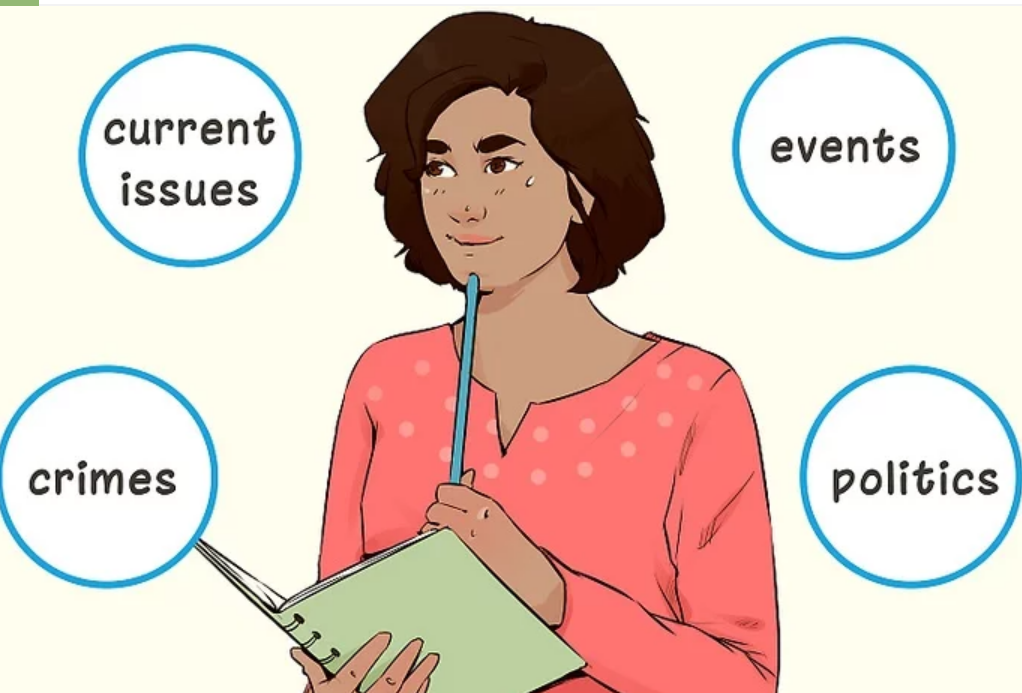 current
issues
events
crimes
politics